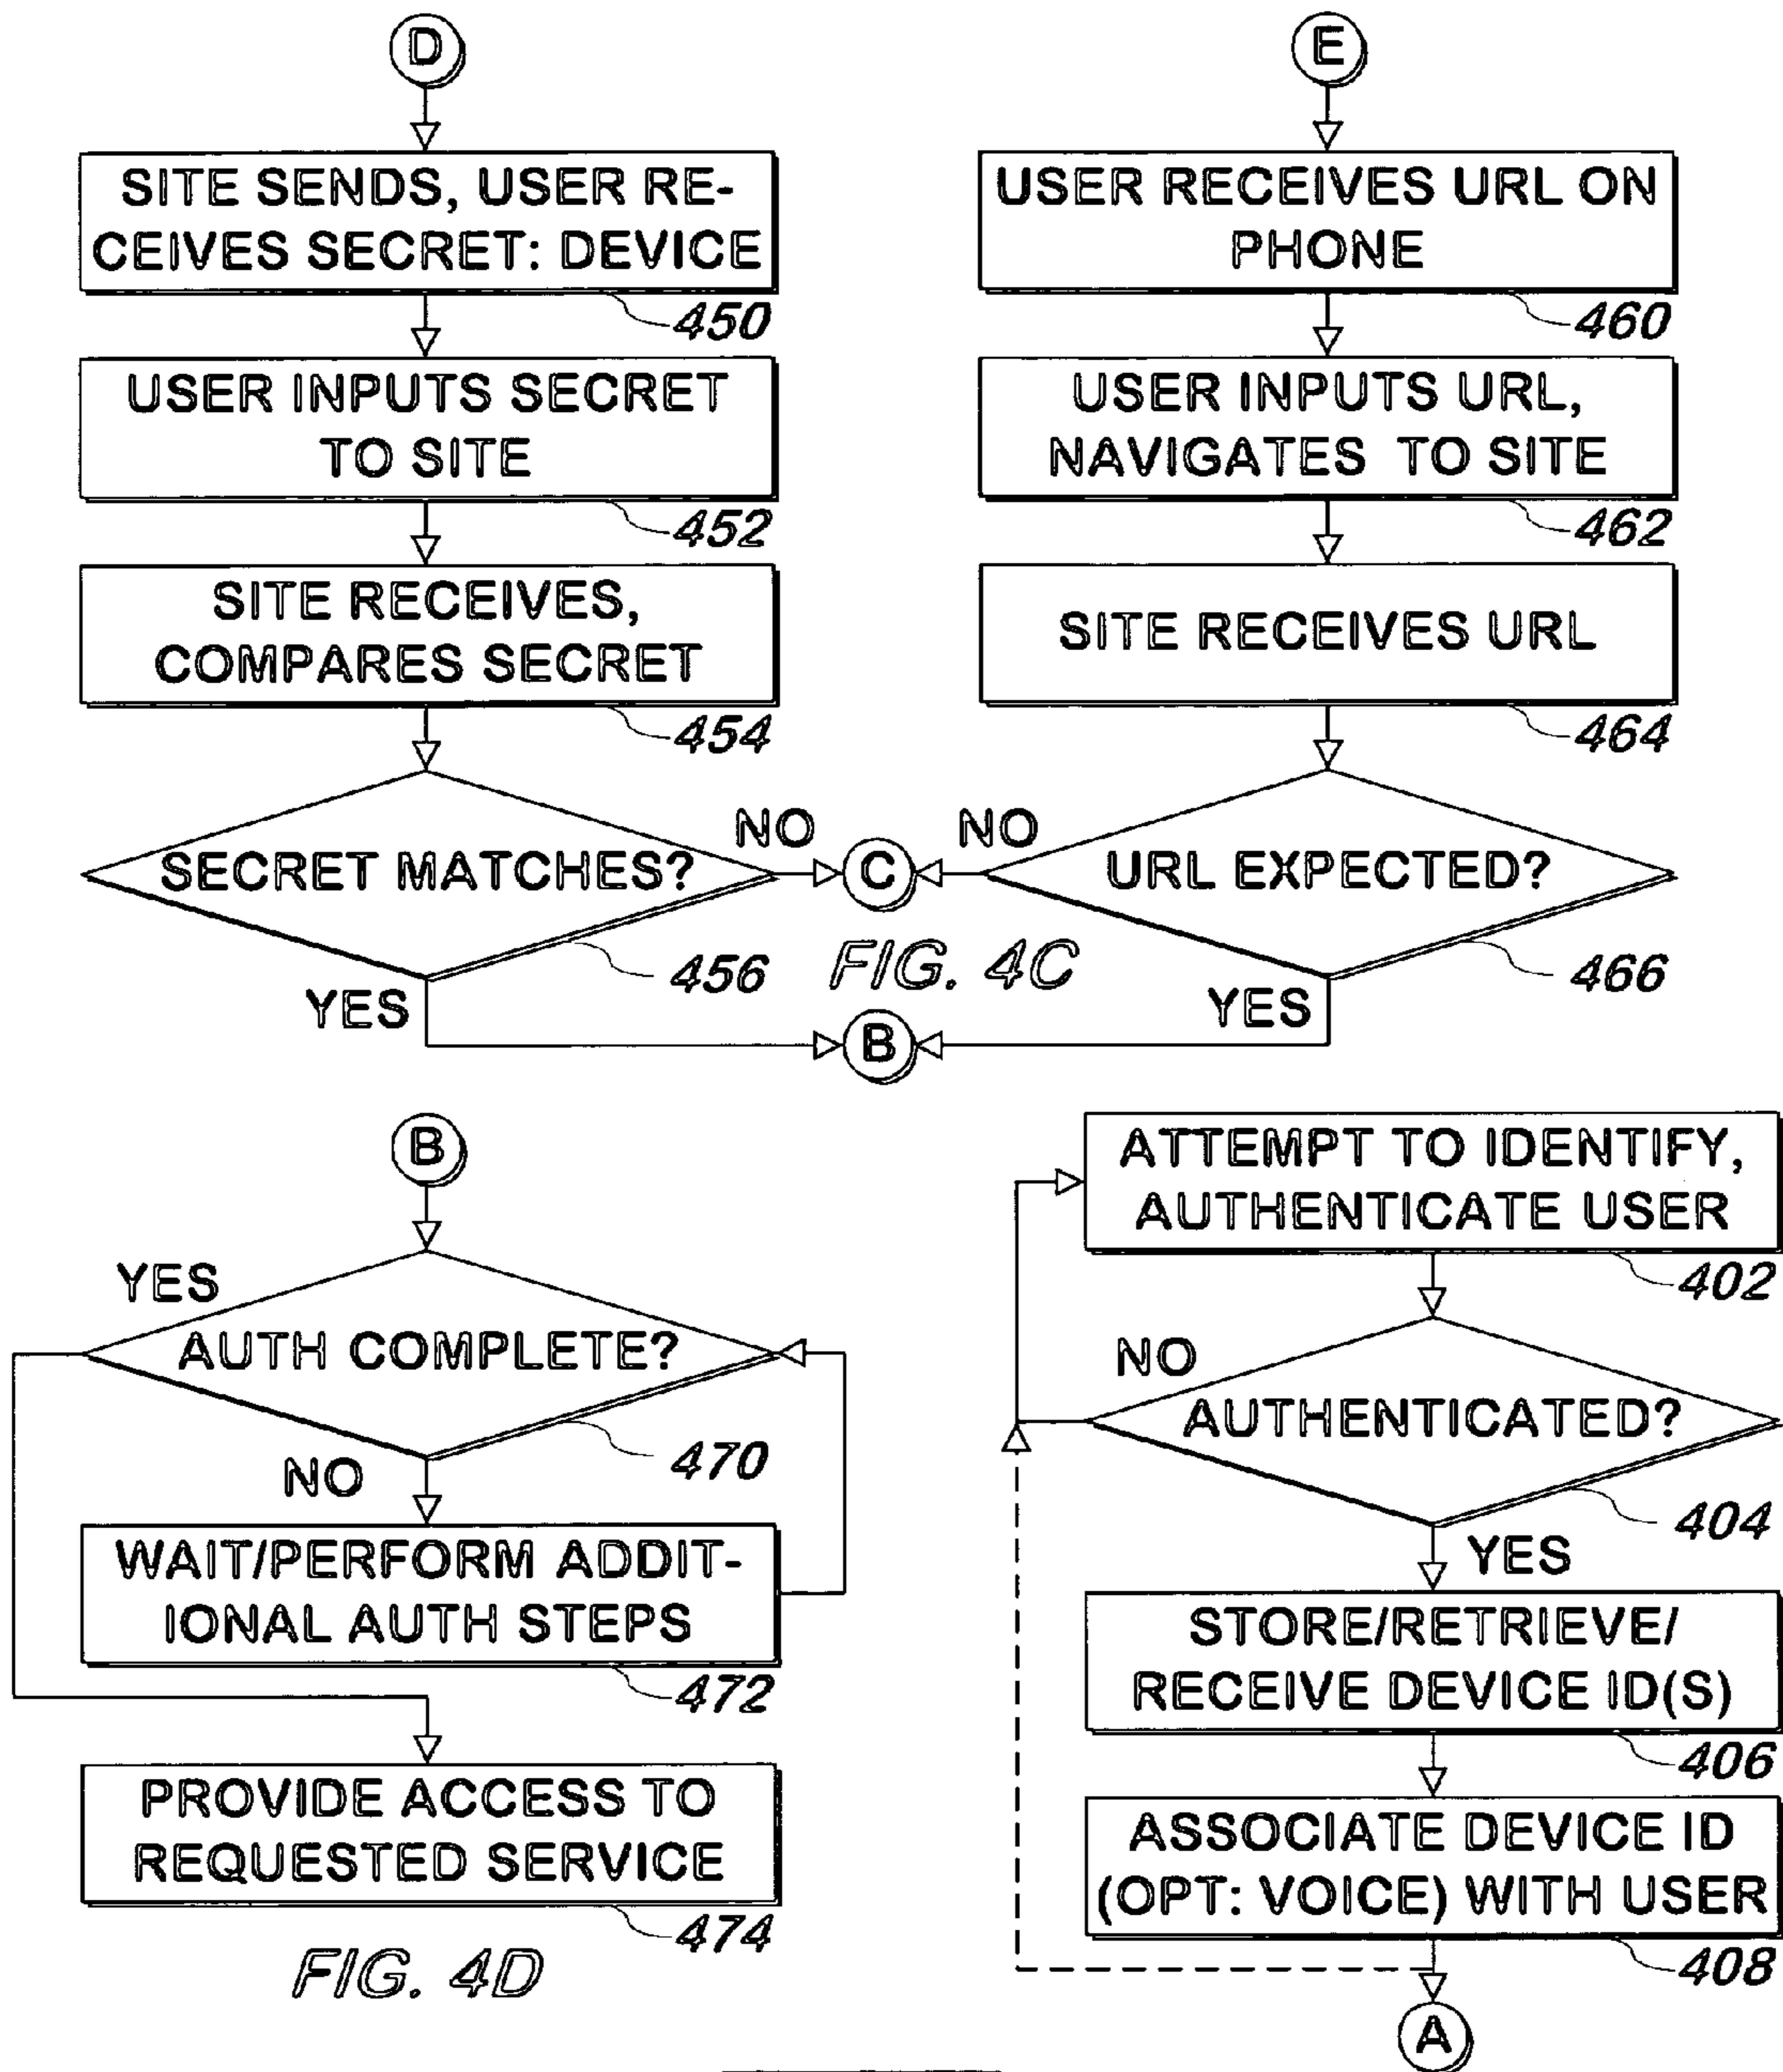 D
SITE SENDS, USER RE-
CEIVES SECRET: DEVICE
450
USER INPUTS SECRET
TO SITE
452
SITE RECEIVES,
COMPARES SECRET
454
SECRET MATCHES?
456
NO
YES
E
USER RECEIVES URL ON
PHONE
460
USER INPUTS URL,
NAVIGATES TO SITE
462
SITE RECEIVES URL
464
URL EXPECTED?
466
NO
YES
C
FIG. 4C
B
B
YES
AUTH COMPLETE?
470
NO
WAIT/PERFORM ADDIT-
IONAL AUTH STEPS
472
PROVIDE ACCESS TO
REQUESTED SERVICE
474
FIG. 4D
ATTEMPT TO IDENTIFY,
AUTHENTICATE USER
402
NO
AUTHENTICATED?
404
YES
STORE/RETRIEVE/
RECEIVE DEVICE ID(S)
406
ASSOCIATE DEVICE ID
(OPT: VOICE) WITH USER
408
A